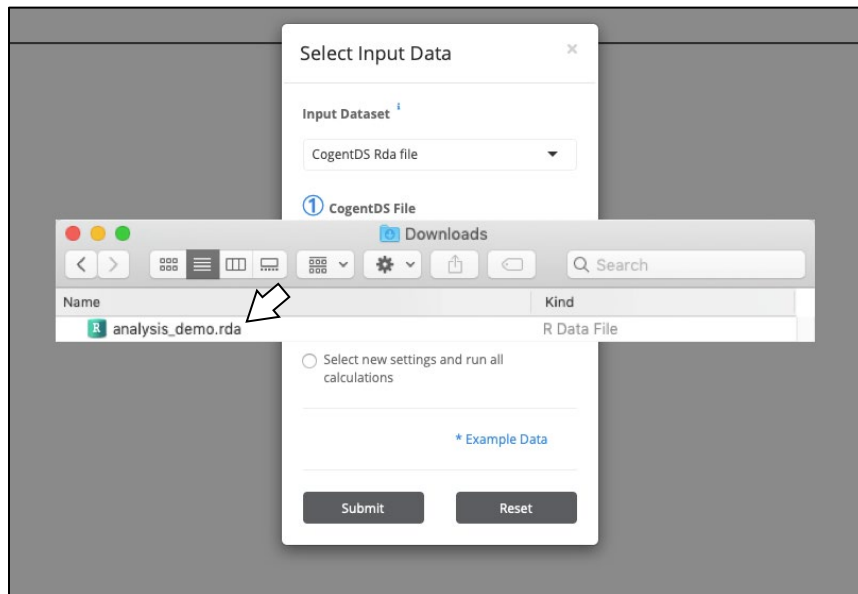 Select Input Data ×
Input Dataset i
CogentDS Rda file
① CogentDS File
Downloads
Search
Name Kind
R analysis_demo.rda R Data File
Select new settings and run all
calculations
* Example Data
Submit Reset